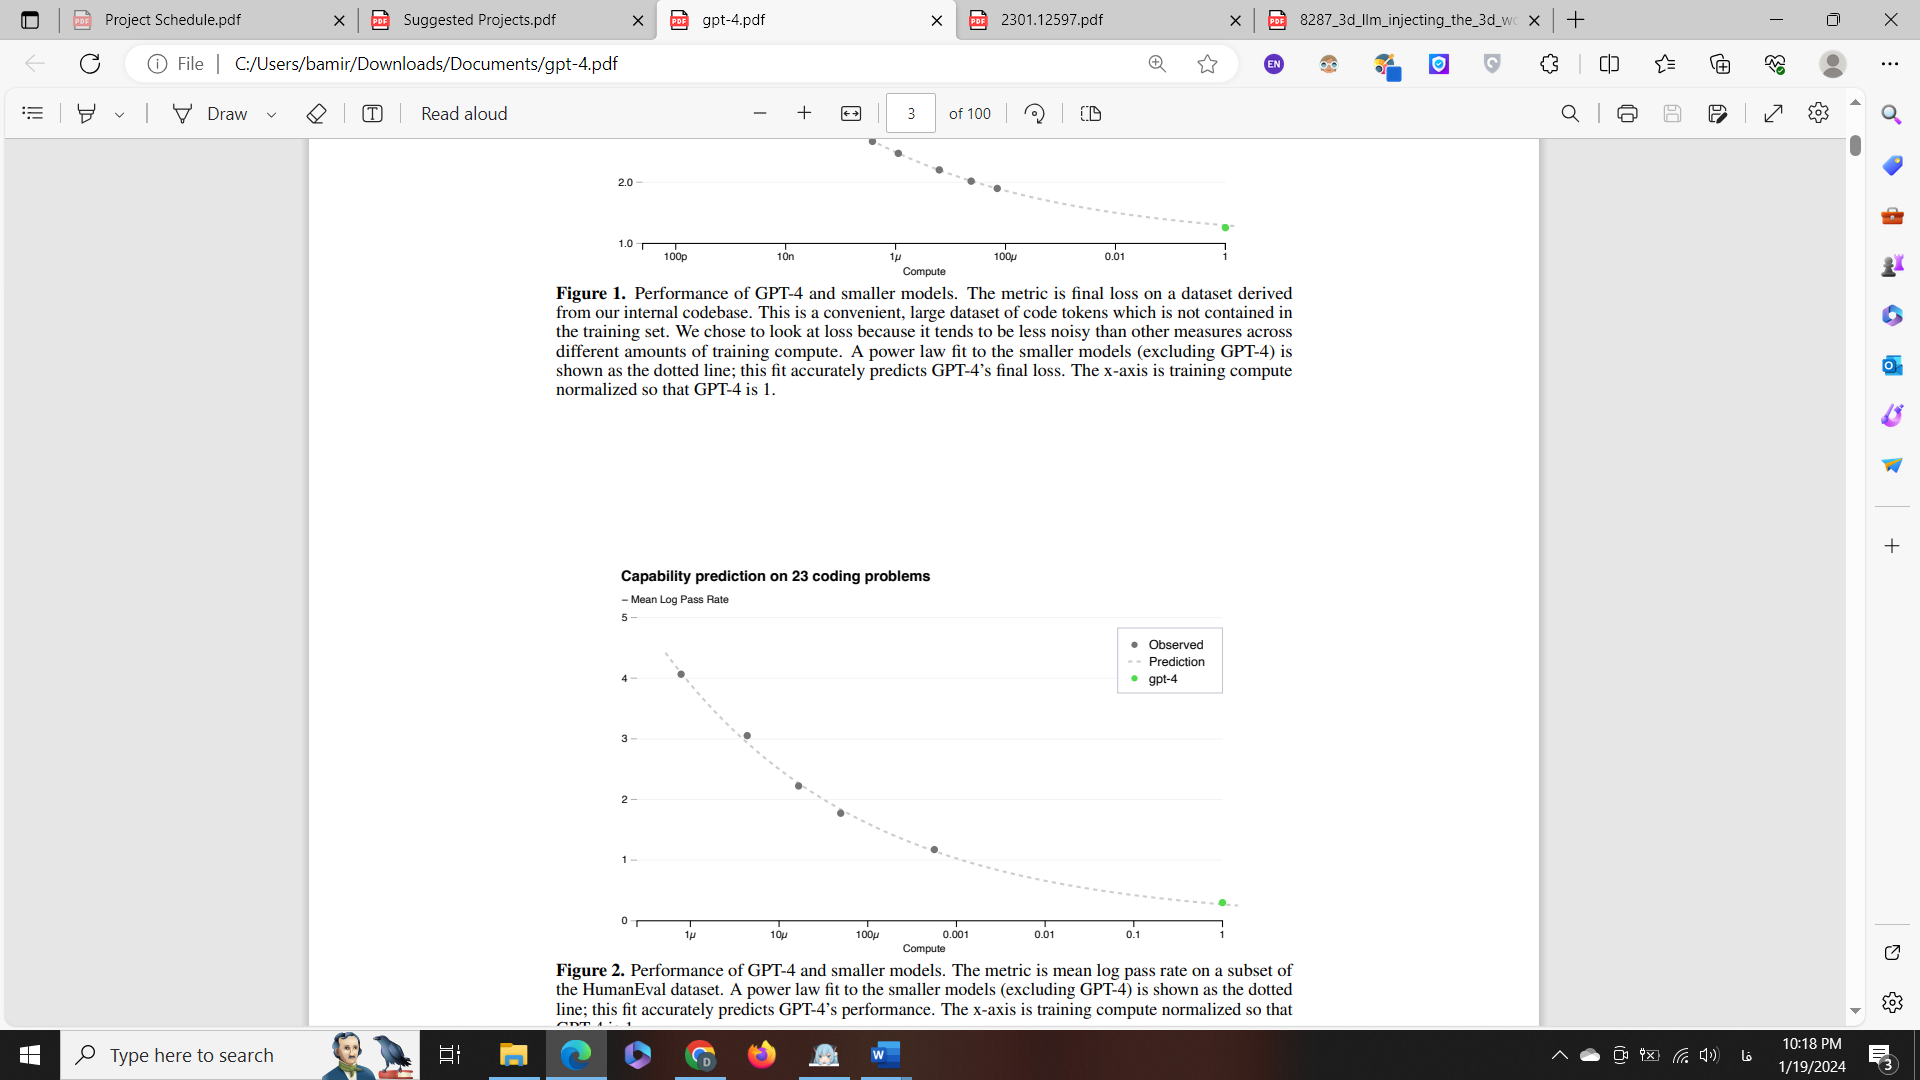 Project Schedule.pdf
Suggested Projects.pdf
gpt-4.pdf
2301.12597.pdf
8287_3d_llm_injecting_the_3d_wo
File
C:/Users/bamir/Downloads/Documents/gpt-4.pdf
EN
Draw
Read aloud
3
of 100
2.0
1.0
100p
10n
1µ
100µ
0.01
1
Compute
Figure 1. Performance of GPT-4 and smaller models. The metric is final loss on a dataset derived
from our internal codebase. This is a convenient, large dataset of code tokens which is not contained in
the training set. We chose to look at loss because it tends to be less noisy than other measures across
different amounts of training compute. A power law fit to the smaller models (excluding GPT-4) is
shown as the dotted line; this fit accurately predicts GPT-4's final loss. The x-axis is training compute
normalized so that GPT-4 is 1.
Capability prediction on 23 coding problems
– Mean Log Pass Rate
5
4
3
2
1
0
Observed
Prediction
gpt-4
1µ
10µ
100µ
0.001
0.01
0.1
1
Compute
Figure 2. Performance of GPT-4 and smaller models. The metric is mean log pass rate on a subset of
the HumanEval dataset. A power law fit to the smaller models (excluding GPT-4) is shown as the dotted
line; this fit accurately predicts GPT-4's performance. The x-axis is training compute normalized so that
GPT-4 is 1.
Type here to search
فا
10:18 PM
1/19/2024
3